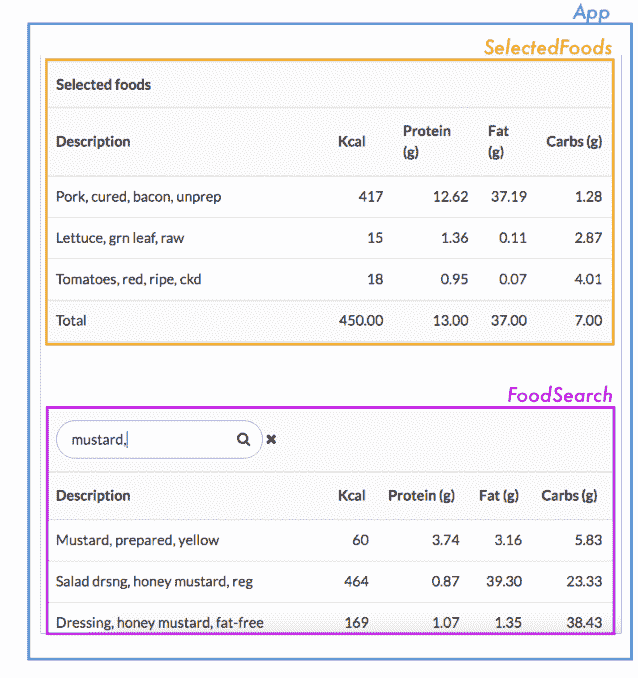 App
SelectedFoods
Selected foods
Description Kcal Protein (g) Fat (g) Carbs (g)
Pork, cured, bacon, unprep 417 12.62 37.19 1.28
Lettuce, grn leaf, raw 15 1.36 0.11 2.87
Tomatoes, red, ripe, ckd 18 0.95 0.07 4.01
Total 450.00 13.00 37.00 7.00
FoodSearch
mustard,
Description Kcal Protein (g) Fat (g) Carbs (g)
Mustard, prepared, yellow 60 3.74 3.16 5.83
Salad drsng, honey mustard, reg 464 0.87 39.30 23.33
Dressing, honey mustard, fat-free 169 1.07 1.35 38.43